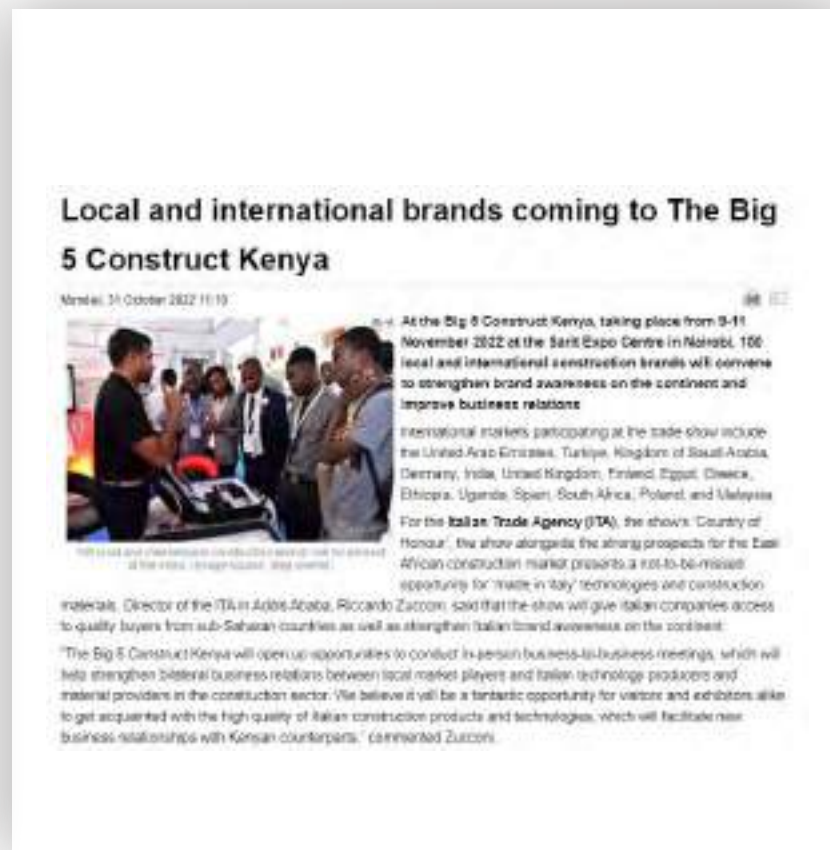 Local and international brands coming to The Big
5 Construct Kenya
Monday, 31 October 2022 11:10
At the Big 5 Construct Kenya, taking place from 9-11
November 2022 at the Sarit Expo Centre in Nairobi, 150
local and international construction brands will convene
to strengthen brand awareness on the continent and
improve business relations
International markets participating at the trade show include
the United Arab Emirates, Turkiye, Kingdom of Saudi Arabia,
Germany, India, United Kingdom, Finland, Egypt, Greece,
Ethiopia, Uganda, Spain, South Africa, Poland, and Malaysia
For the Italian Trade Agency (ITA), the show's 'Country of
Honour', the show alongside the strong prospects for the East
African construction market presents a not-to-be-missed
opportunity for 'made in Italy' technologies and construction
materials. Director of the ITA in Addis Ababa, Riccardo Zucconi, said that the show will give Italian companies access
to quality buyers from sub-Saharan countries as well as strengthen Italian brand awareness on the continent.
"The Big 5 Construct Kenya will open up opportunities to conduct in-person business-to-business meetings, which will
help strengthen bilateral business relations between local market players and Italian technology producers and
material providers in the construction sector. We believe it will be a fantastic opportunity for visitors and exhibitors alike
to get acquainted with the high quality of Italian construction products and technologies, which will facilitate new
business relationships with Kenyan counterparts," commented Zucconi.